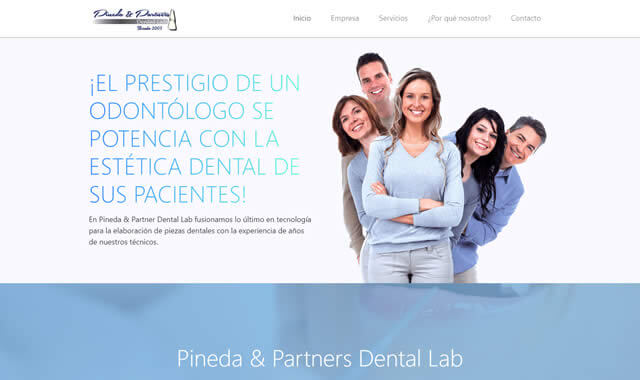 Pineda & Partners
Dental Lab
Desde 2003
Inicio Empresa Servicios ¿Por qué nosotros? Contacto
¡EL PRESTIGIO DE UN
ODONTÓLOGO SE
POTENCIA CON LA
ESTÉTICA DENTAL DE
SUS PACIENTES!
En Pineda & Partner Dental Lab fusionamos lo último en tecnología
para la elaboración de piezas dentales con la experiencia de años
de nuestros técnicos.
Pineda & Partners Dental Lab